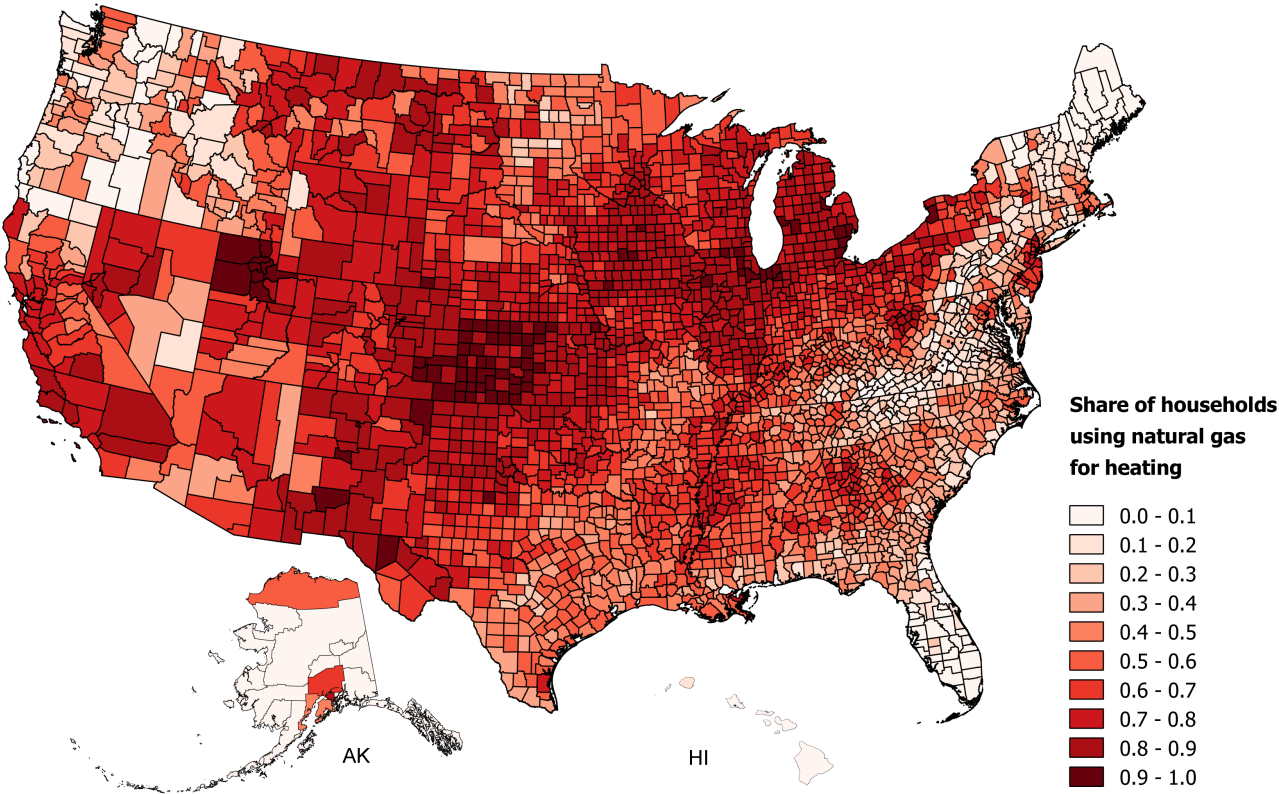 Share of households
using natural gas
for heating
0.0 - 0.1
0.1 - 0.2
0.2 - 0.3
0.3 - 0.4
0.4 - 0.5
0.5 - 0.6
0.6 - 0.7
0.7 - 0.8
0.8 - 0.9
0.9 - 1.0
AK
HI